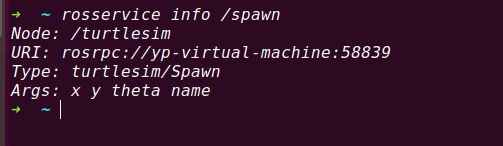 ➜  ~ rosservice info /spawn
Node: /turtlesim
URI: rosrpc://yp-virtual-machine:58839
Type: turtlesim/Spawn
Args: x y theta name
➜  ~